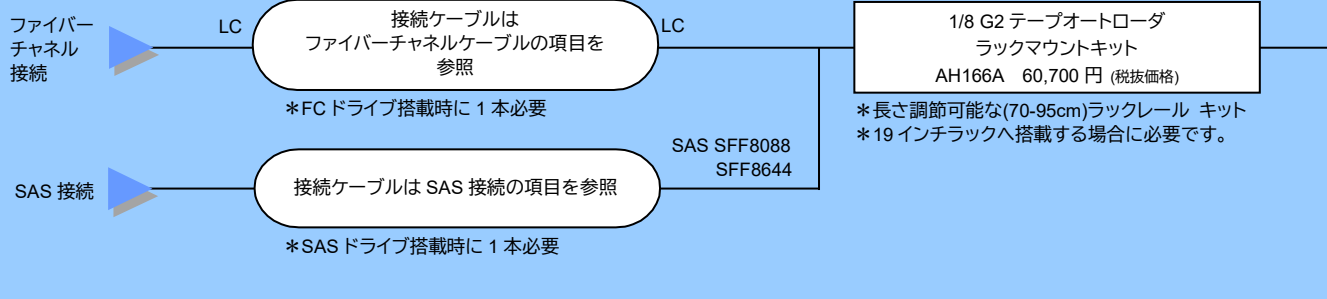 ファイバー
チャネル
接続
LC
接続ケーブルは
ファイバーチャネルケーブルの項目を
参照
LC
＊FC ドライブ搭載時に 1 本必要
1/8 G2 テープオートローダ
ラックマウントキット
AH166A 60,700 円 (税抜価格)
＊長さ調節可能な(70-95cm)ラックレール キット
＊19 インチラックへ搭載する場合に必要です。
SAS 接続
接続ケーブルは SAS 接続の項目を参照
SAS SFF8088
SFF8644
＊SAS ドライブ搭載時に 1 本必要